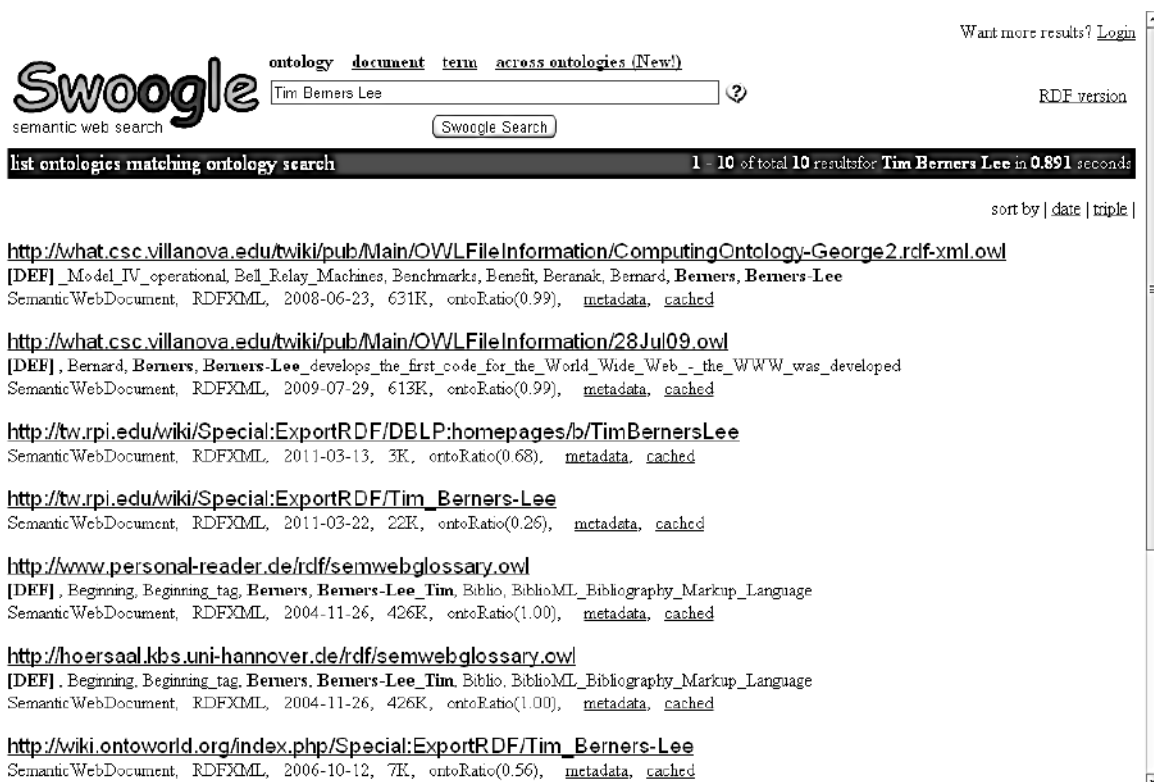 Want more results? Login
Swoogle
semantic web search
ontology document term across ontologies (New!)
Tim Berners Lee
?
RDF version
Swoogle Search
list ontologies matching ontology search 1 - 10 of total 10 resultsfor Tim Berners Lee in 0.891 seconds
sort by | date | triple |
http://what.csc.villanova.edu/twiki/pub/Main/OWLFileInformation/ComputingOntology-George2.rdf-xml.owl
[DEF] _Model_IV_operational, Bell_Relay_Machines, Benchmarks, Benefit, Beranak, Bernard, Berners, Berners-Lee
SemanticWebDocument, RDFXML, 2008-06-23, 631K, ontoRatio(0.99), metadata, cached
http://what.csc.villanova.edu/twiki/pub/Main/OWLFileInformation/28Jul09.owl
[DEF] , Bernard, Berners, Berners-Lee_develops_the_first_code_for_the_World_Wide_Web_-_the_WWW_was_developed
SemanticWebDocument, RDFXML, 2009-07-29, 613K, ontoRatio(0.99), metadata, cached
http://tw.rpi.edu/wiki/Special:ExportRDF/DBLP:homepages/b/TimBernersLee
SemanticWebDocument, RDFXML, 2011-03-13, 3K, ontoRatio(0.68), metadata, cached
http://tw.rpi.edu/wiki/Special:ExportRDF/Tim_Berners-Lee
SemanticWebDocument, RDFXML, 2011-03-22, 22K, ontoRatio(0.26), metadata, cached
http://www.personal-reader.de/rdf/semwebglossary.owl
[DEF] , Beginning, Beginning_tag, Berners, Berners-Lee_Tim, Biblio, BiblioML_Bibliography_Markup_Language
SemanticWebDocument, RDFXML, 2004-11-26, 426K, ontoRatio(1.00), metadata, cached
http://hoersaal.kbs.uni-hannover.de/rdf/semwebglossary.owl
[DEF] , Beginning, Beginning_tag, Berners, Berners-Lee_Tim, Biblio, BiblioML_Bibliography_Markup_Language
SemanticWebDocument, RDFXML, 2004-11-26, 426K, ontoRatio(1.00), metadata, cached
http://wiki.ontoworld.org/index.php/Special:ExportRDF/Tim_Berners-Lee
SemanticWebDocument, RDFXML, 2006-10-12, 7K, ontoRatio(0.56), metadata, cached